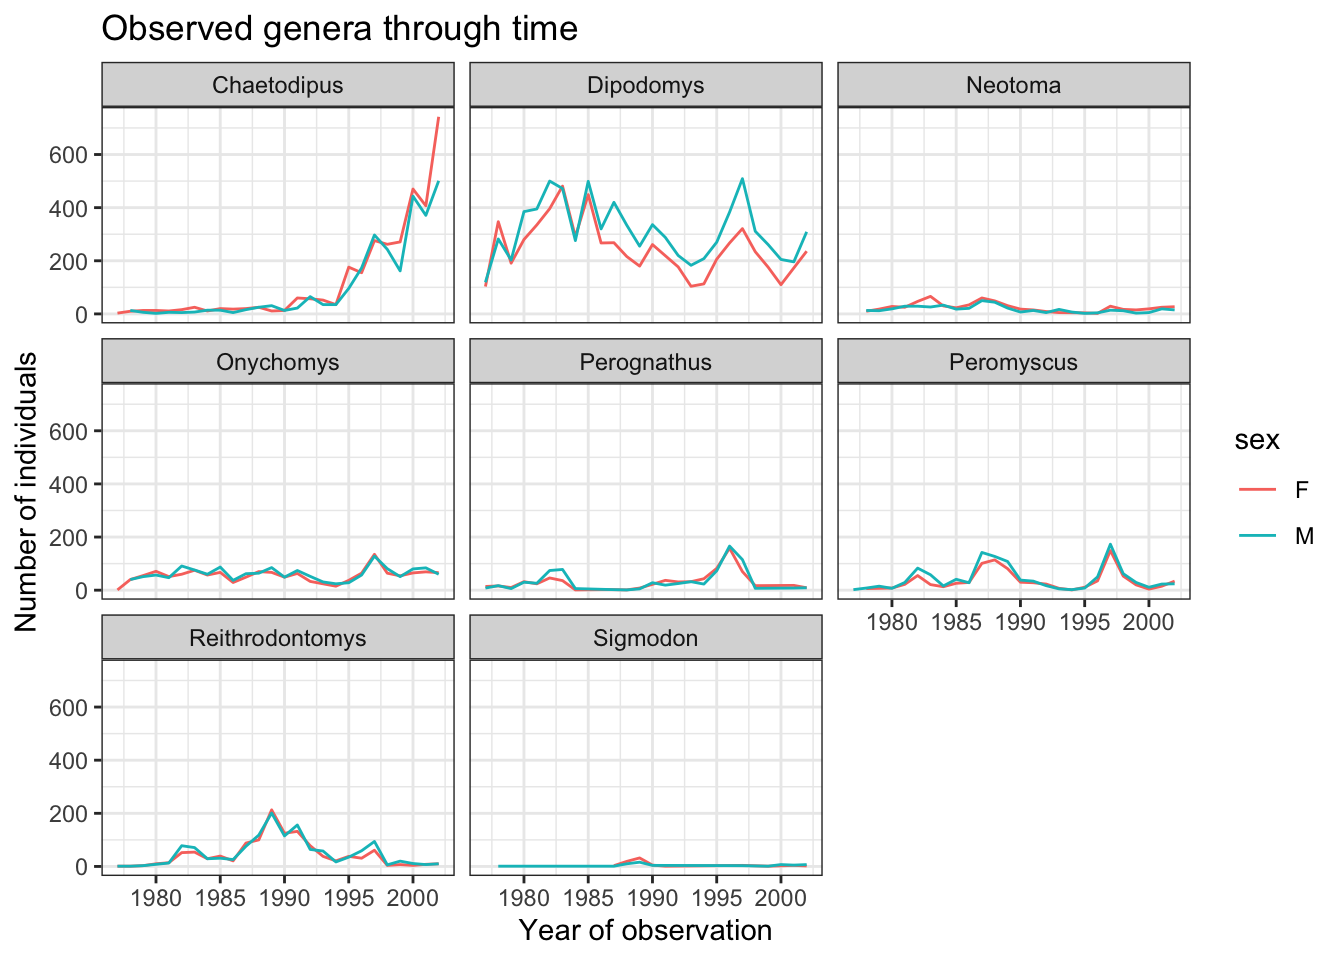 Observed genera through time
Chaetodipus
Dipodomys
Neotoma
600
400
200
0
Onychomys
Perognathus
Peromyscus
600
400
200
0
1980 1985 1990 1995 2000
Reithrodontomys
Sigmodon
600
400
200
0
1980 1985 1990 1995 2000
1980 1985 1990 1995 2000
Year of observation
Number of individuals
sex
F
M